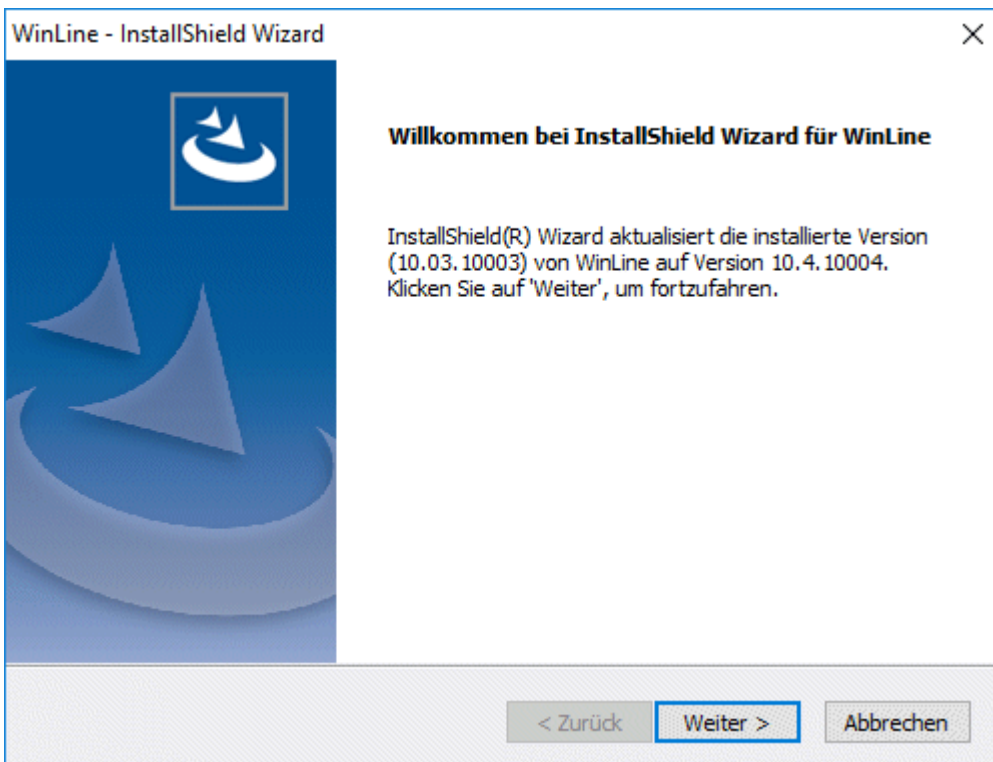 WinLine - InstallShield Wizard
Willkommen bei InstallShield Wizard für WinLine
InstallShield(R) Wizard aktualisiert die installierte Version
(10.03.10003) von WinLine auf Version 10.4.10004.
Klicken Sie auf 'Weiter', um fortzufahren.
< Zurück Weiter > Abbrechen